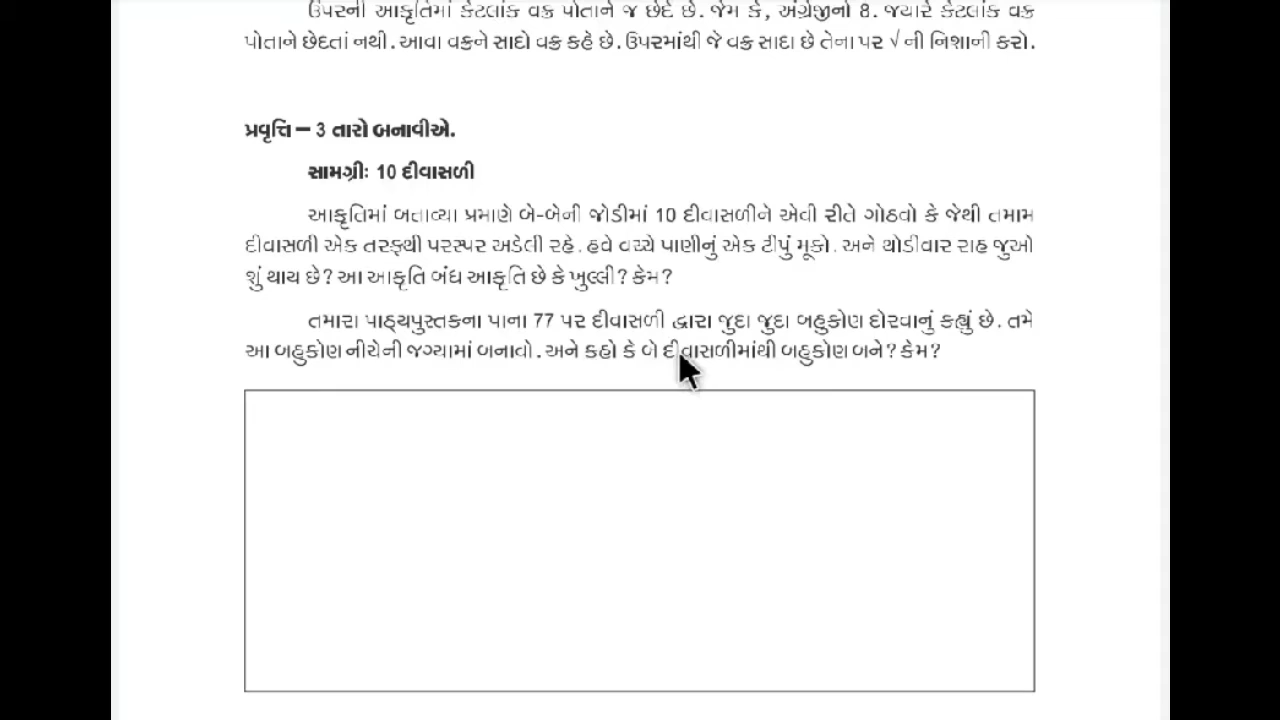 ઉપરની આકૃતિમાં કેટલાંક વક્ર પોતાને જ છેદે છે. જેમ કે, અંગ્રેજીનો 8. જ્યારે કેટલાંક વક્ર
પોતાને છેદતાં નથી. આવા વક્રને સાદો વક્ર કહે છે. ઉપરમાંથી જે વક્ર સાદા છે તેના પર √ ની નિશાની કરો.
પ્રવૃત્તિ – 3 તારો બનાવીએ.
સામગ્રીઃ 10 દીવાસળી
આકૃતિમાં બતાવ્યા પ્રમાણે બે-બેની જોડીમાં 10 દીવાસળીને એવી રીતે ગોઠવો કે જેથી તમામ
દીવાસળી એક તરફથી પરસ્પર અડેલી રહે. હવે વચ્ચે પાણીનું એક ટીપું મૂકો. અને થોડીવાર રાહ જુઓ
શું થાય છે? આ આકૃતિ બંધ આકૃતિ છે કે ખુલ્લી? કેમ?
તમારા પાઠ્યપુસ્તકના પાના 77 પર દીવાસળી દ્વારા જુદા જુદા બહુકોણ દોરવાનું કહ્યું છે. તમે
આ બહુકોણ નીચેની જગ્યામાં બનાવો. અને કહો કે બે દીવાસળીમાંથી બહુકોણ બને? કેમ?